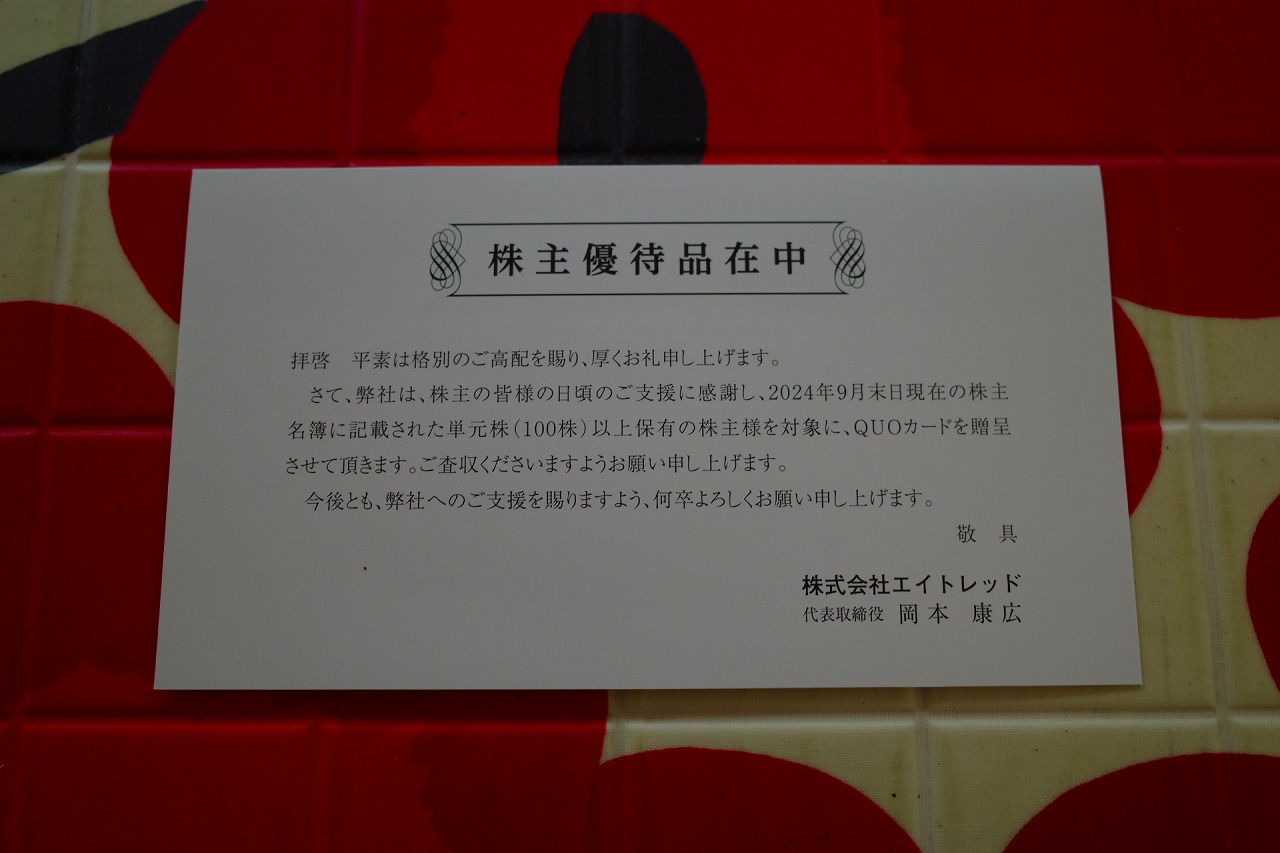 株主優待品在中
拝啓　平素は格別のご高配を賜り、厚くお礼申し上げます。
さて、弊社は、株主の皆様の日頃のご支援に感謝し、2024年9月末日現在の株主
名簿に記載された単元株（100株）以上保有の株主様を対象に、QUOカードを贈呈
させて頂きます。ご査収くださいますようお願い申し上げます。
今後とも、弊社へのご支援を賜りますよう、何卒よろしくお願い申し上げます。
敬　具
株式会社エイトレッド
代表取締役　岡本　康広